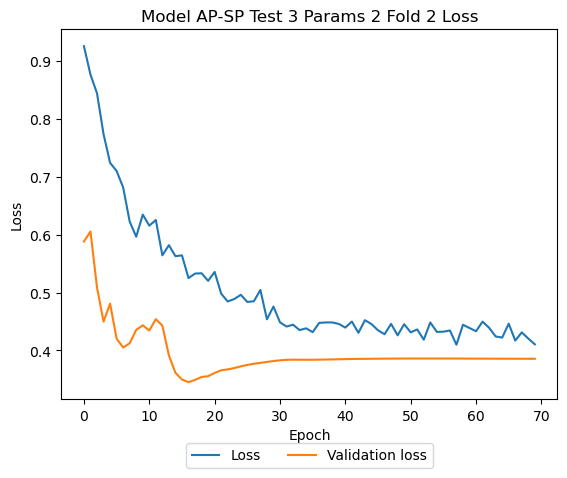 Model AP-SP Test 3 Params 2 Fold 2 Loss
0.9
0.8
0.7
0.6
0.5
0.4
Loss
0 10 20 30 40 50 60 70
Epoch
Loss Validation loss